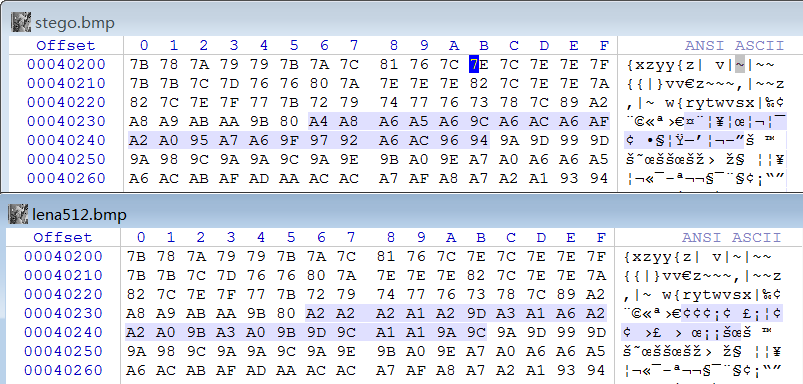 stego.bmp
Offset 0 1 2 3 4 5 6 7 8 9 A B C D E F ANSI ASCII
00040200 7B 78 7A 79 79 7B 7A 7C 81 76 7C 7E 7C 7E 7E 7F {xzyy{z| v|~|~~
00040210 7B 7B 7C 7D 76 76 80 7A 7E 7E 7E 82 7C 7E 7E 7A {{|}vv€z~~~‚|~~z
00040220 82 7C 7E 7F 77 7B 72 79 74 77 76 73 78 7C 89 A2 ‚|~ w{rytwvsx|‰¢
00040230 A8 A9 AB AA 9B 80 A4 A8 A6 A5 A6 9C A6 AC A6 AF ¨©«ª›€¤¨¦¥¦œ¦¬¦¯
00040240 A2 A0 95 A7 A6 9F 97 92 A6 AC 96 94 9A 9D 99 9D ¢ •§¦Ÿ—’¦¬–”š ™
00040250 9A 98 9C 9A 9A 9C 9A 9E 9B A0 9E A7 A0 A6 A6 A5 š˜œššœšž› ž§ ¦¦¥
00040260 A6 AC AB AF AD AA AC AC A7 AF A8 A7 A2 A1 93 94 ¦¬«¯-ª¬¬§¯¨§¢¡“”
lena512.bmp
Offset 0 1 2 3 4 5 6 7 8 9 A B C D E F ANSI ASCII
00040200 7B 78 7A 79 79 7B 7A 7C 81 76 7C 7E 7C 7E 7E 7F {xzyy{z| v|~|~~
00040210 7B 7B 7C 7D 76 76 80 7A 7E 7E 7E 82 7C 7E 7E 7A {{|}vv€z~~~‚|~~z
00040220 82 7C 7E 7F 77 7B 72 79 74 77 76 73 78 7C 89 A2 ‚|~ w{rytwvsx|‰¢
00040230 A8 A9 AB AA 9B 80 A2 A2 A2 A1 A2 9D A3 A1 A6 A2 ¨©«ª›€¢¢¢¡¢ £¡¦¢
00040240 A2 A0 9B A3 A0 9B 9D 9C A1 A1 9A 9C 9A 9D 99 9D ¢ ›£ › œ¡¡šœš ™
00040250 9A 98 9C 9A 9A 9C 9A 9E 9B A0 9E A7 A0 A6 A6 A5 š˜œššœšž› ž§ ¦¦¥
00040260 A6 AC AB AF AD AA AC AC A7 AF A8 A7 A2 A1 93 94 ¦¬«¯-ª¬¬§¯¨§¢¡“”